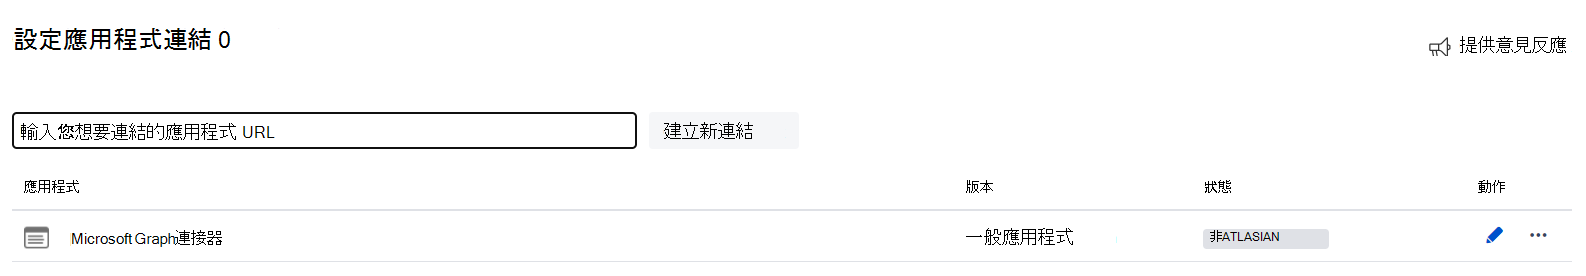 設定應用程式連結 0
提供意見反應
輸入您想要連結的應用程式 URL
建立新連結
應用程式 版本 狀態 動作
Microsoft Graph連接器 一般應用程式 非ATLASIAN